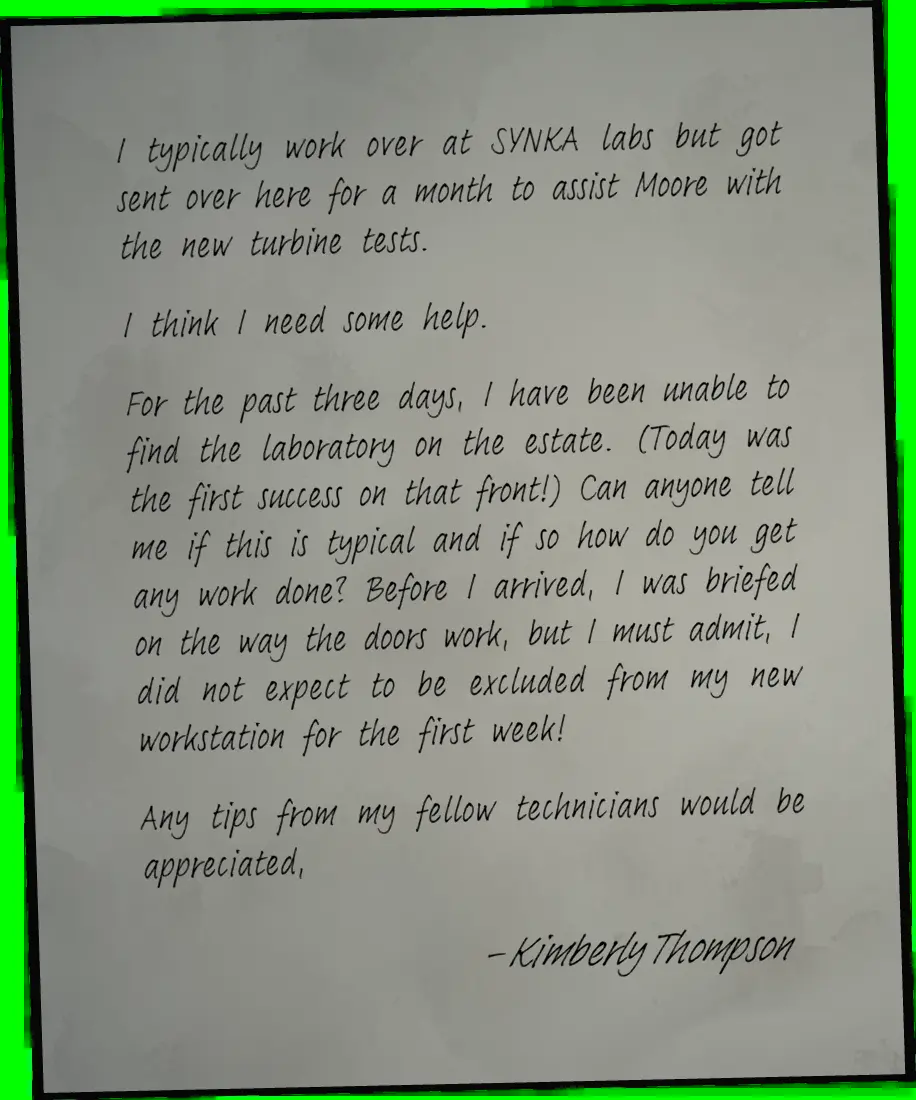 I typically work over at SYNKA labs but got
sent over here for a month to assist Moore with
the new turbine tests.
I think I need some help.
For the past three days, I have been unable to
find the laboratory on the estate. (Today was
the first success on that front!) Can anyone tell
me if this is typical and if so how do you get
any work done? Before I arrived, I was briefed
on the way the doors work, but I must admit, I
did not expect to be excluded from my new
workstation for the first week!
Any tips from my fellow technicians would be
appreciated,
-Kimberly Thompson